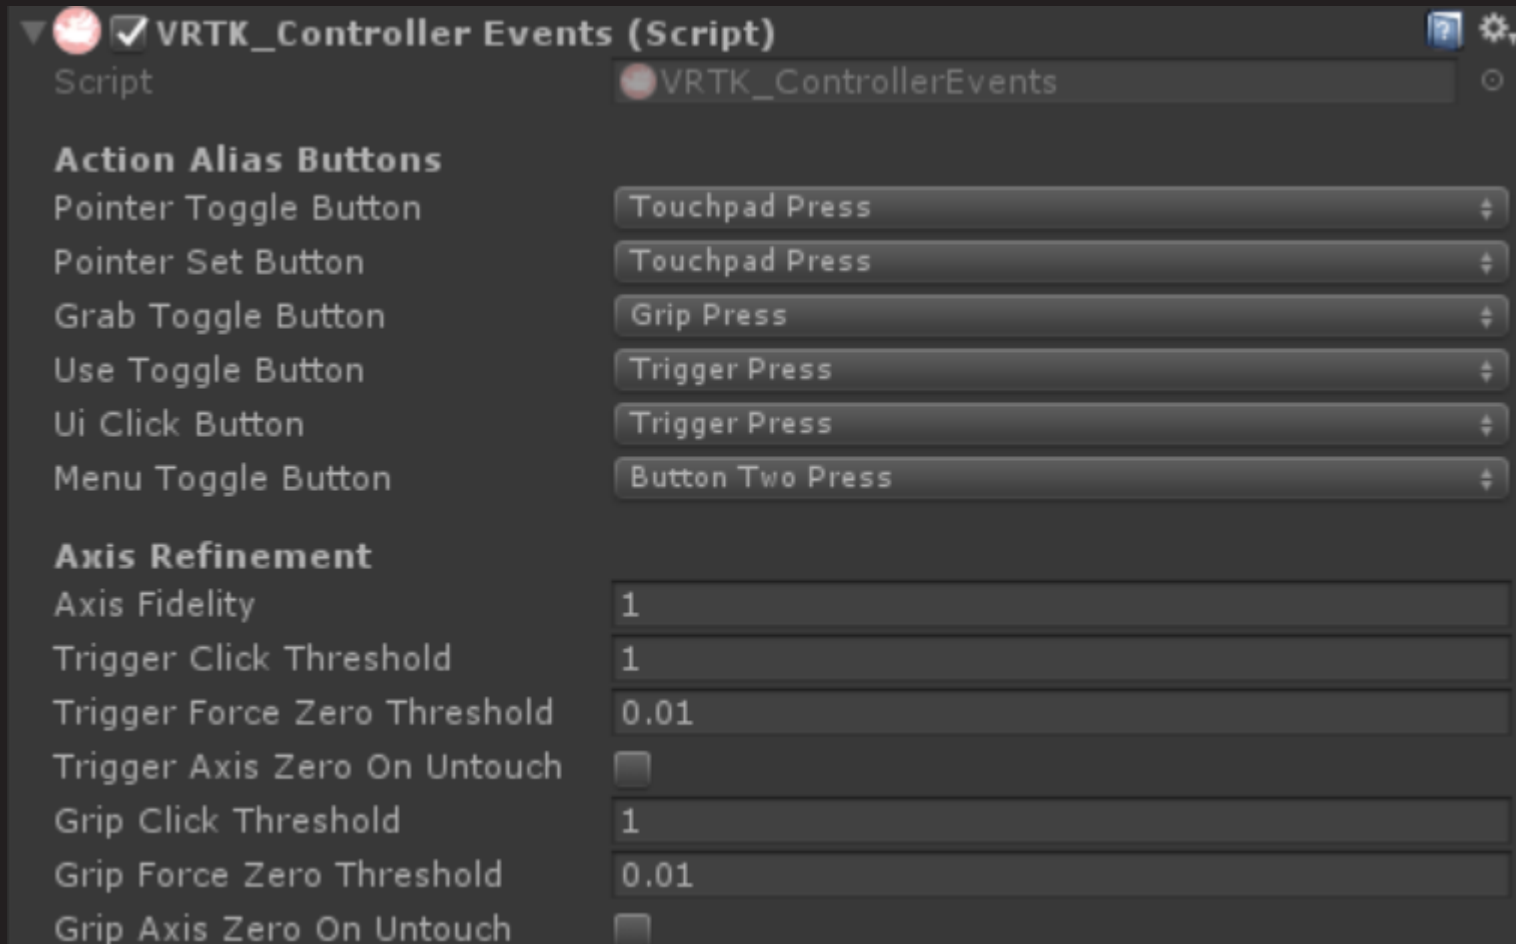 VRTK_Controller Events (Script)
Script VRTK_ControllerEvents
Action Alias Buttons
Pointer Toggle Button Touchpad Press
Pointer Set Button Touchpad Press
Grab Toggle Button Grip Press
Use Toggle Button Trigger Press
Ui Click Button Trigger Press
Menu Toggle Button Button Two Press
Axis Refinement
Axis Fidelity 1
Trigger Click Threshold 1
Trigger Force Zero Threshold 0.01
Trigger Axis Zero On Untouch
Grip Click Threshold 1
Grip Force Zero Threshold 0.01
Grip Axis Zero On Untouch